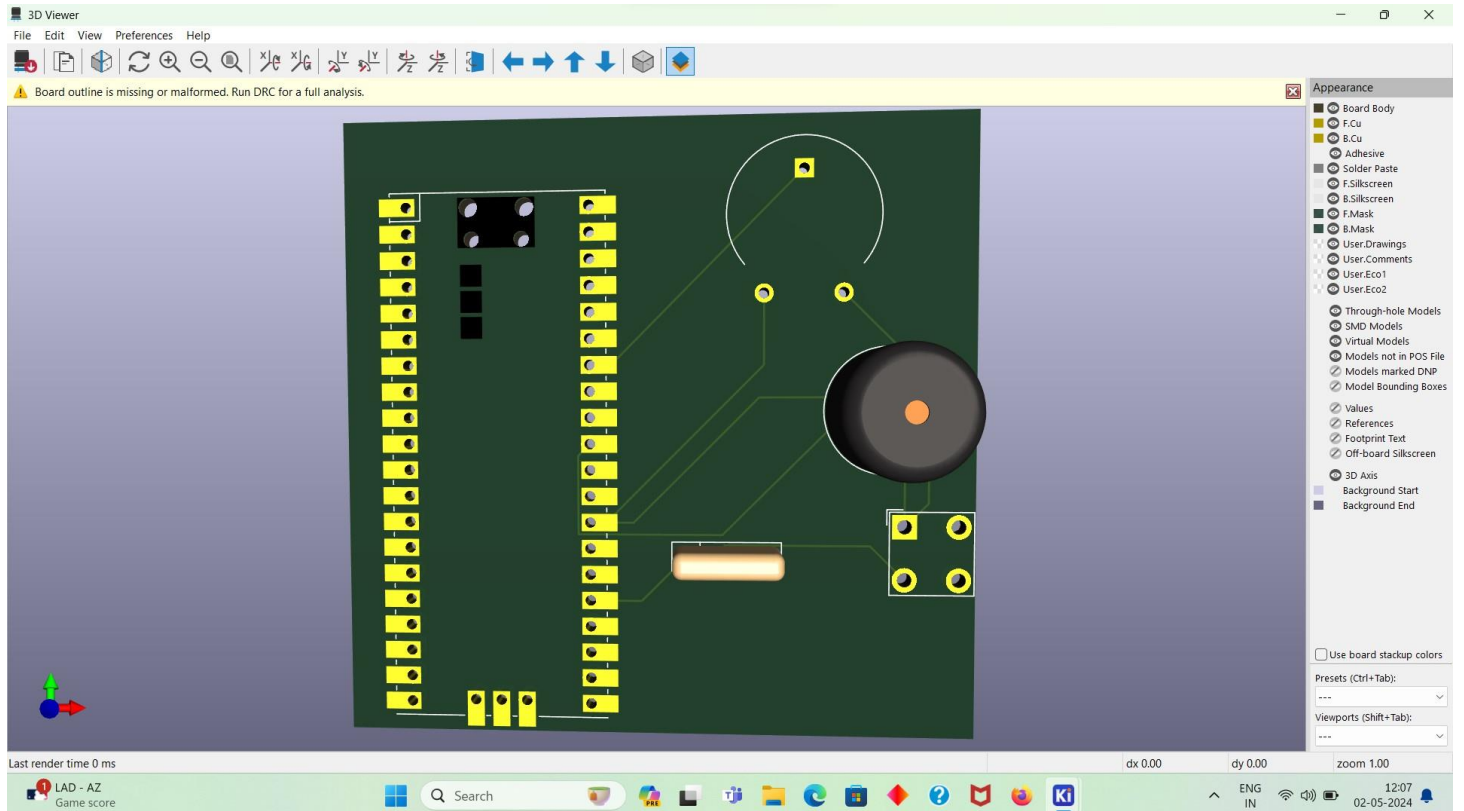 3D Viewer
File Edit View Preferences Help
Board outline is missing or malformed. Run DRC for a full analysis.
Appearance
Board Body
F.Cu
B.Cu
Adhesive
Solder Paste
F.Silkscreen
B.Silkscreen
F.Mask
B.Mask
User.Drawings
User.Comments
User.Eco1
User.Eco2
Through-hole Models
SMD Models
Virtual Models
Models not in POS File
Models marked DNP
Model Bounding Boxes
Values
References
Footprint Text
Off-board Silkscreen
3D Axis
Background Start
Background End
Use board stackup colors
Presets (Ctrl+Tab):
---
Viewports (Shift+Tab):
---
Last render time 0 ms
dx 0.00
dy 0.00
zoom 1.00
1
LAD - AZ
Game score
Search
PRE
Ki
ENG
IN
12:07
02-05-2024